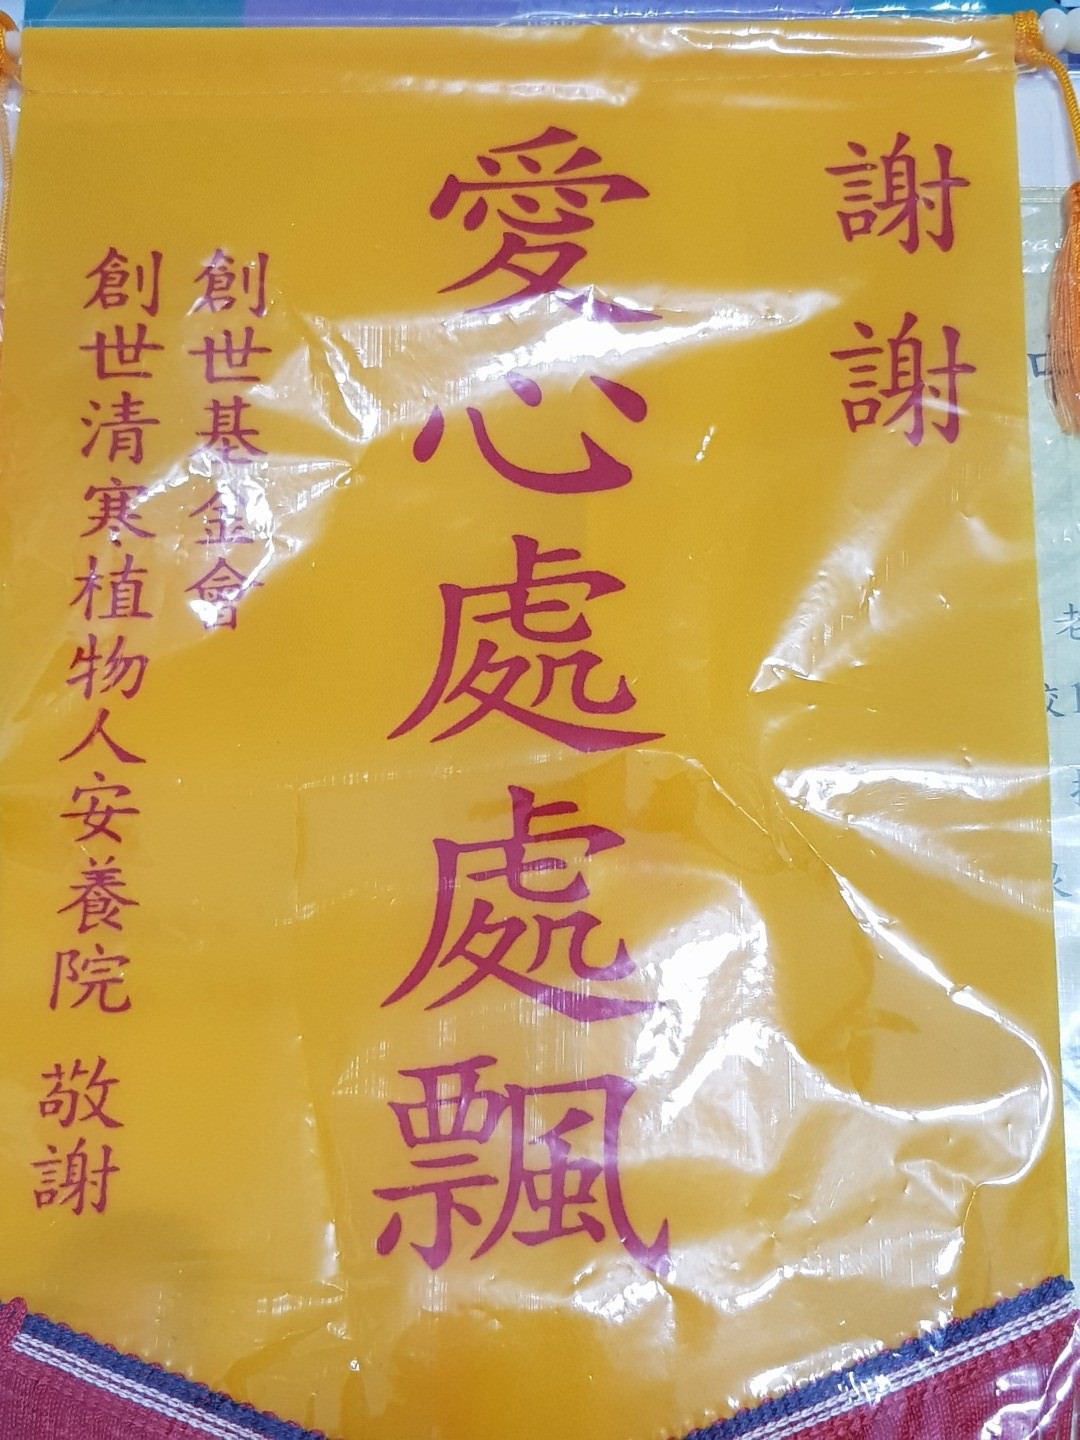 謝謝
愛心處處飄
創世基金會
創世清寒植物人安養院 敬謝